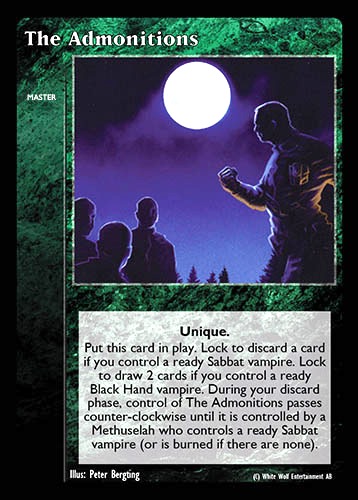 The Admonitions
MASTER
Unique.
Put this card in play. Lock to discard a card
if you control a ready Sabbat vampire. Lock
to draw 2 cards if you control a ready
Black Hand vampire. During your discard
phase, control of The Admonitions passes
counter-clockwise until it is controlled by a
Methuselah who controls a ready Sabbat
vampire (or is burned if there are none).
Illus: Peter Bergting
(C) White Wolf Entertainment AB